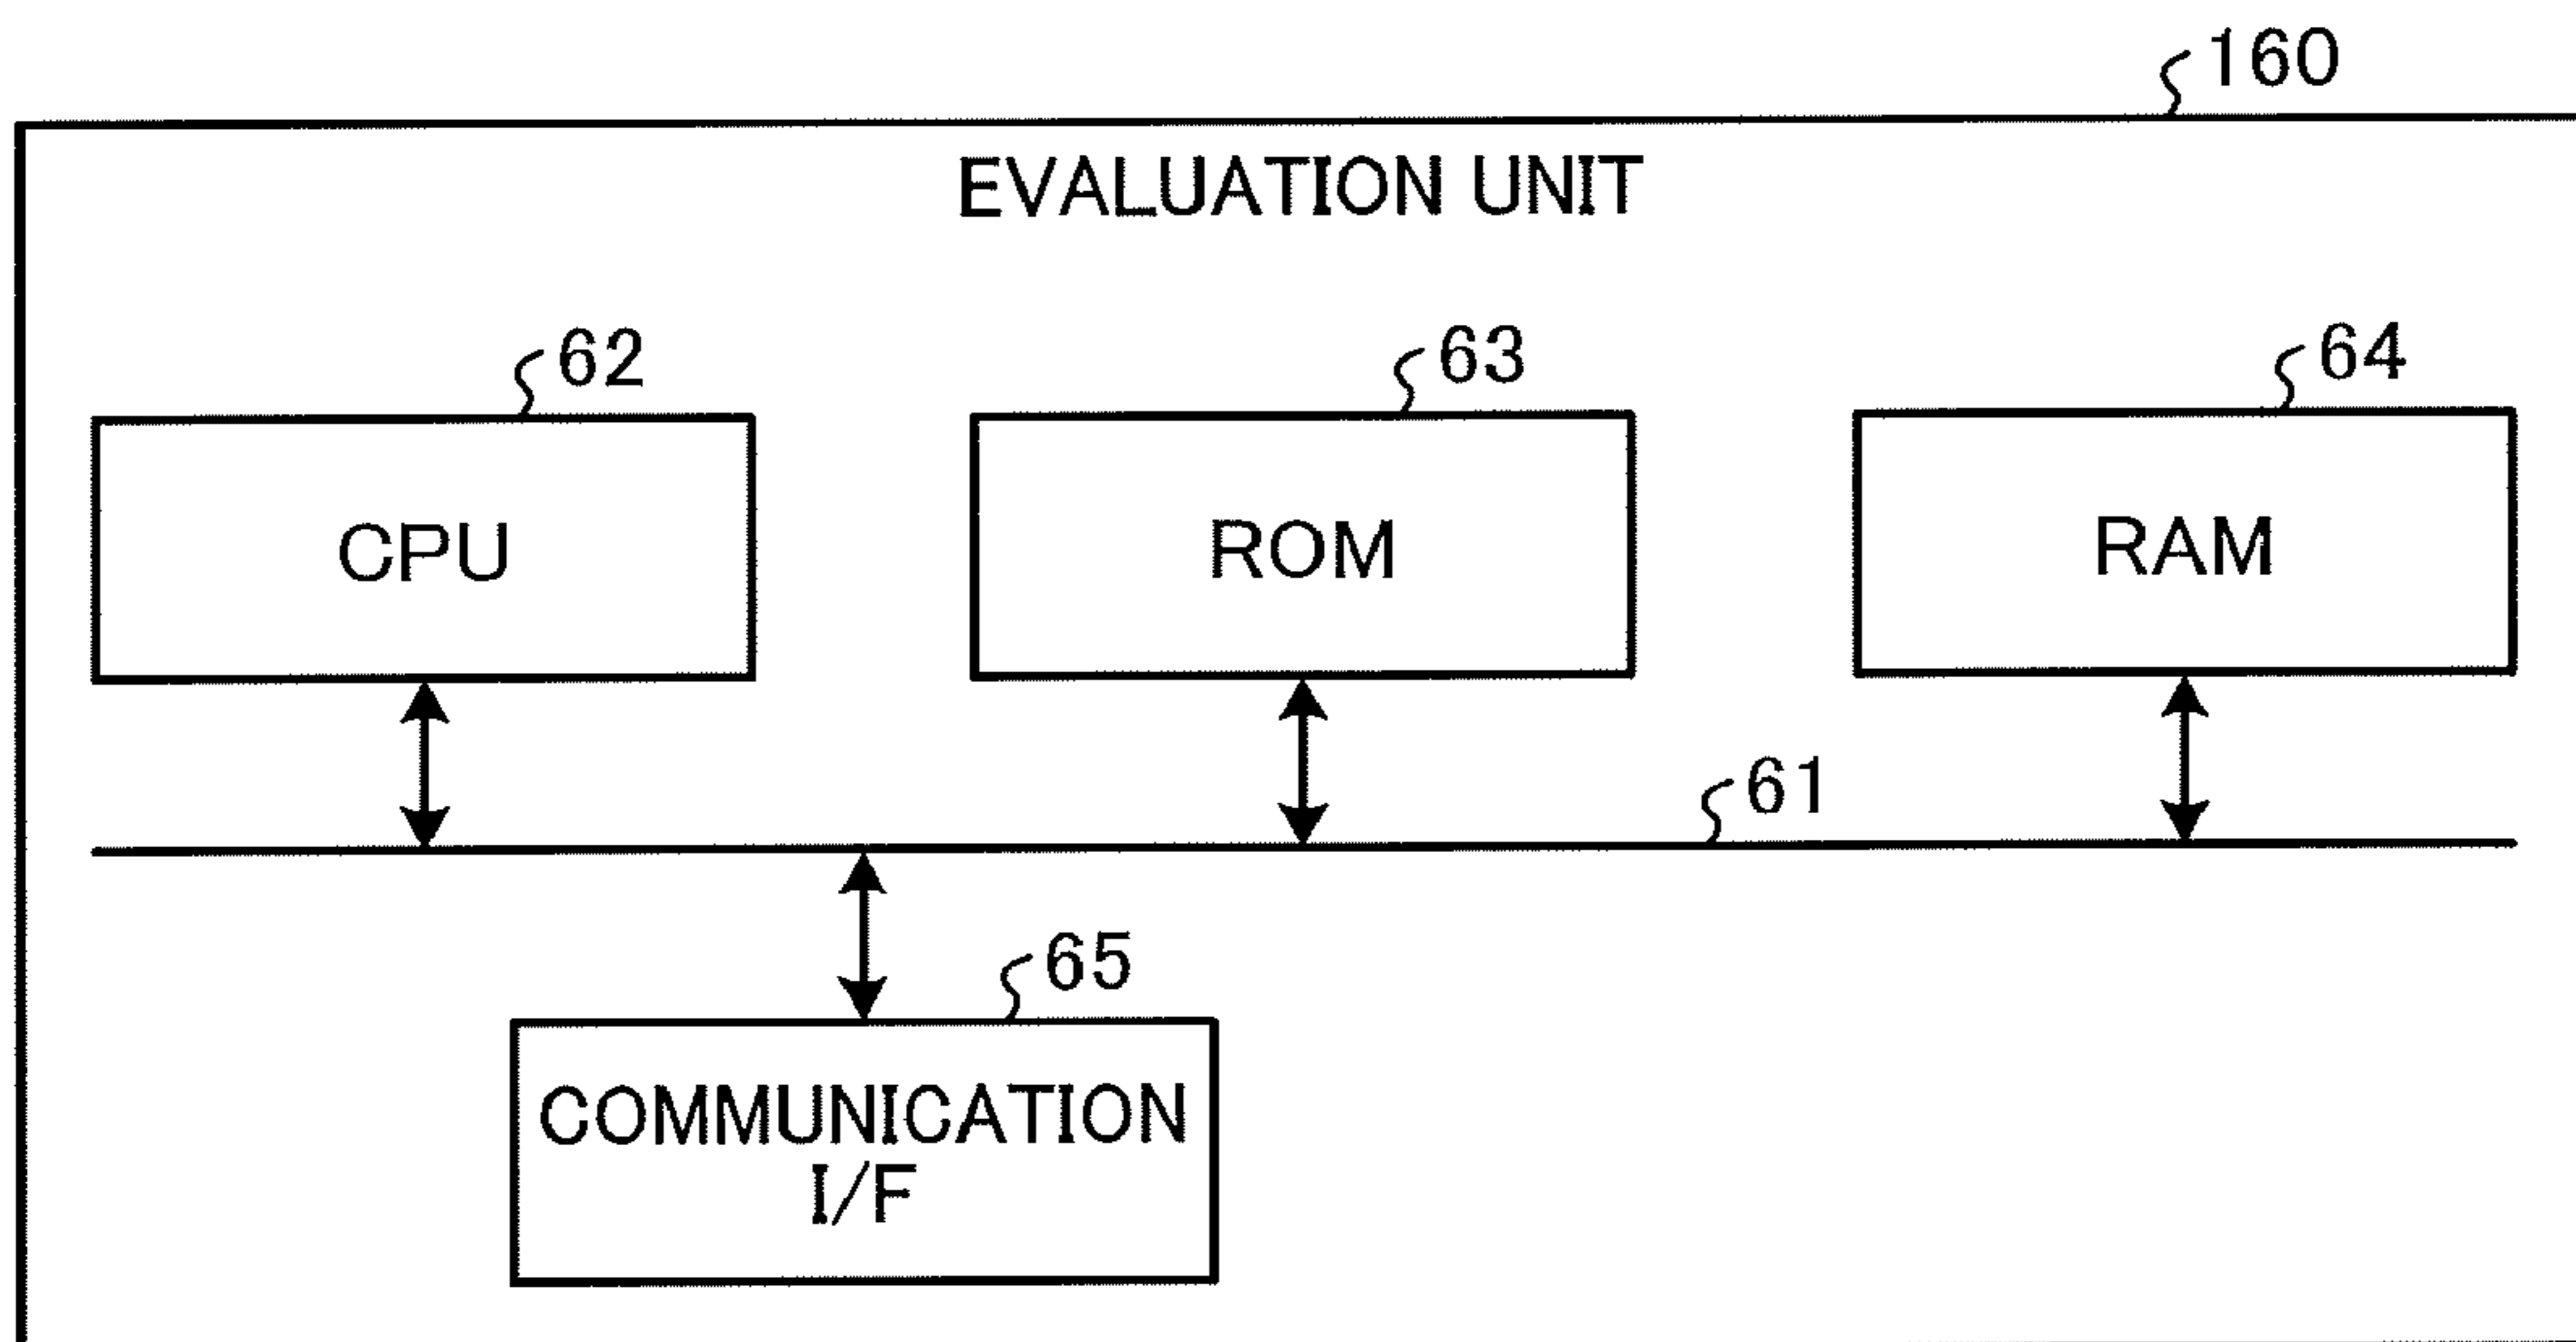 160
EVALUATION UNIT
62
63
64
CPU
ROM
RAM
61
65
COMMUNICATION
I/F